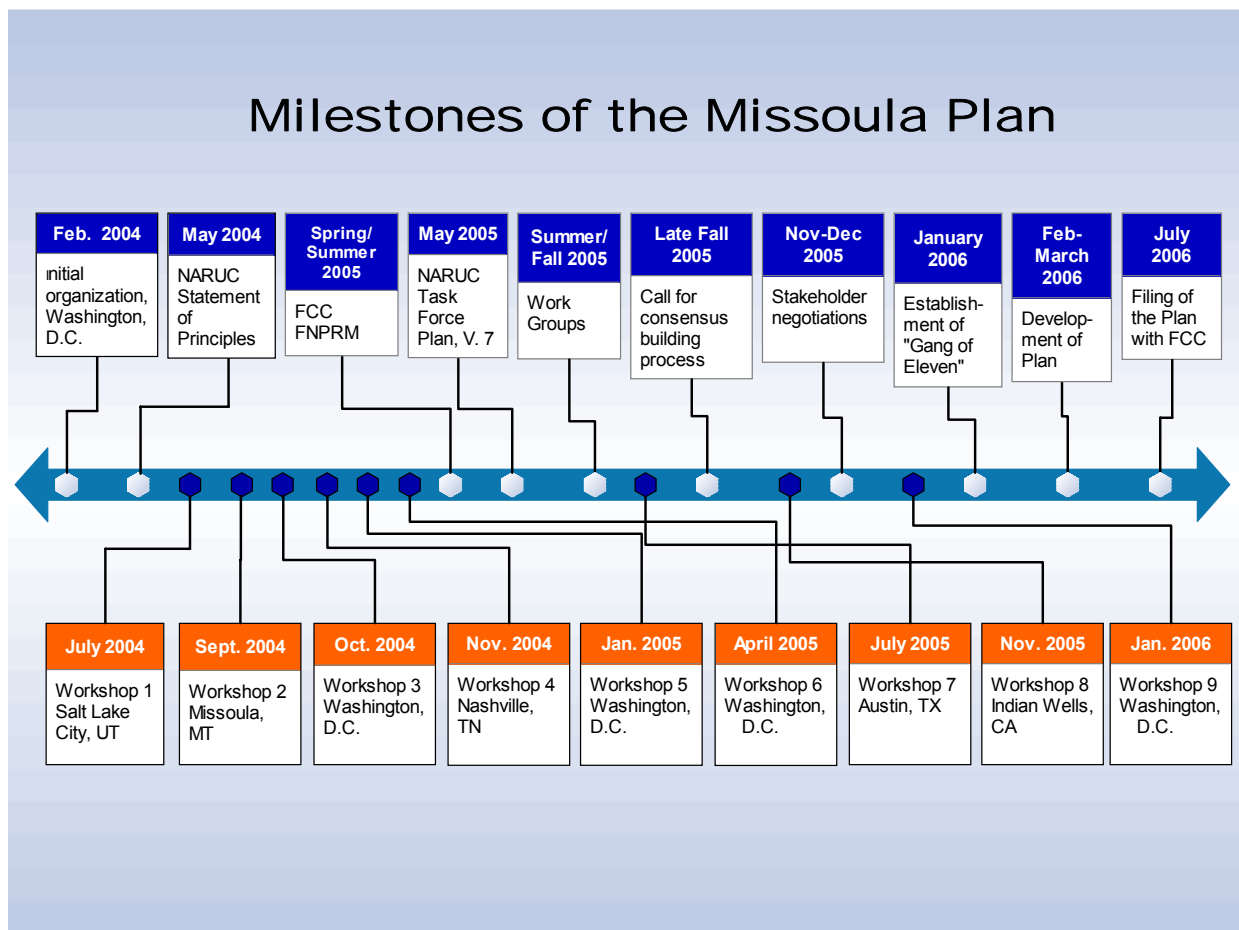 Milestones of the Missoula Plan
Feb. 2004
Initial
organization,
Washington,
D.C.
May 2004
NARUC
Statement
of
Principles
Spring/
Summer
2005
FCC
FNPRM
May 2005
NARUC
Task
Force
Plan, V. 7
Summer/
Fall 2005
Work
Groups
Late Fall
2005
Call for
consensus
building
process
Nov-Dec
2005
Stakeholder
negotiations
January
2006
Establish-
ment of
"Gang of
Eleven"
Feb-
March
2006
Develop-
ment of
Plan
July
2006
Filing of
the Plan
with FCC
July 2004
Workshop 1
Salt Lake
City, UT
Sept. 2004
Workshop 2
Missoula,
MT
Oct. 2004
Workshop 3
Washington,
D.C.
Nov. 2004
Workshop 4
Nashville,
TN
Jan. 2005
Workshop 5
Washington,
D.C.
April 2005
Workshop 6
Washington,
D.C.
July 2005
Workshop 7
Austin, TX
Nov. 2005
Workshop 8
Indian Wells,
CA
Jan. 2006
Workshop 9
Washington,
D.C.